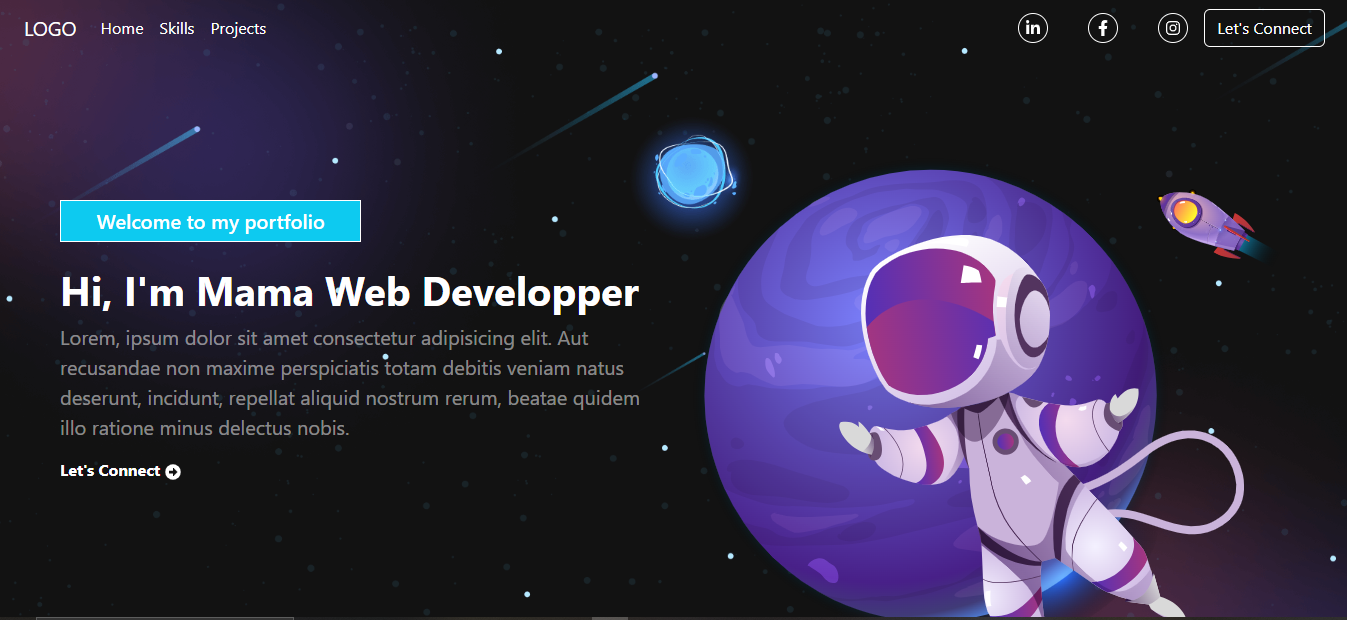 LOGO Home Skills Projects Let's Connect
Welcome to my portfolio
Hi, I'm Mama Web Developper
Lorem, ipsum dolor sit amet consectetur adipisicing elit. Aut
recusandae non maxime perspiciatis totam debitis veniam natus
deserunt, incidunt, repellat aliquid nostrum rerum, beatae quidem
illo ratione minus delectus nobis.
Let's Connect